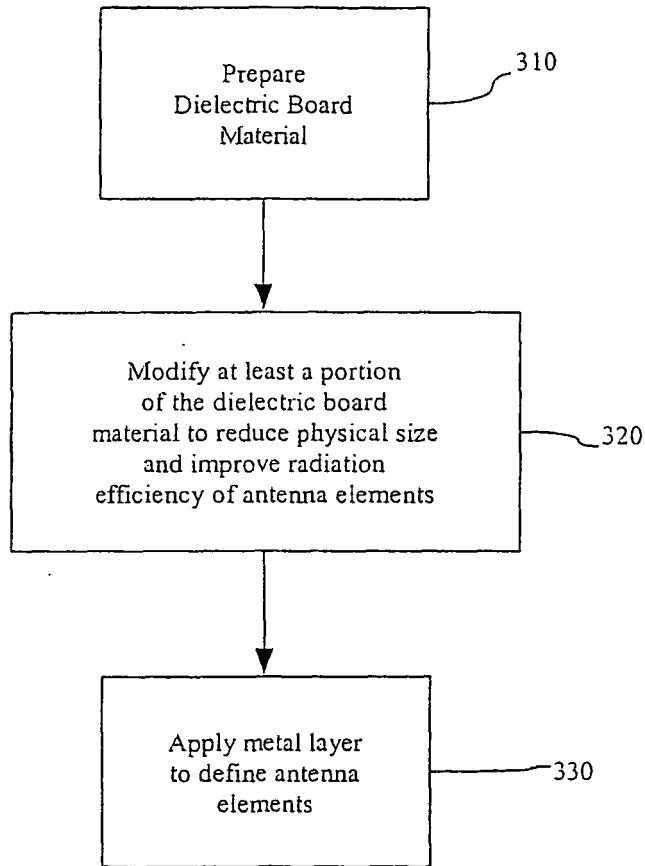 Prepare
Dielectric Board
Material
310
Modify at least a portion
of the dielectric board
material to reduce physical size
and improve radiation
efficiency of antenna elements
320
Apply metal layer
to define antenna
elements
330